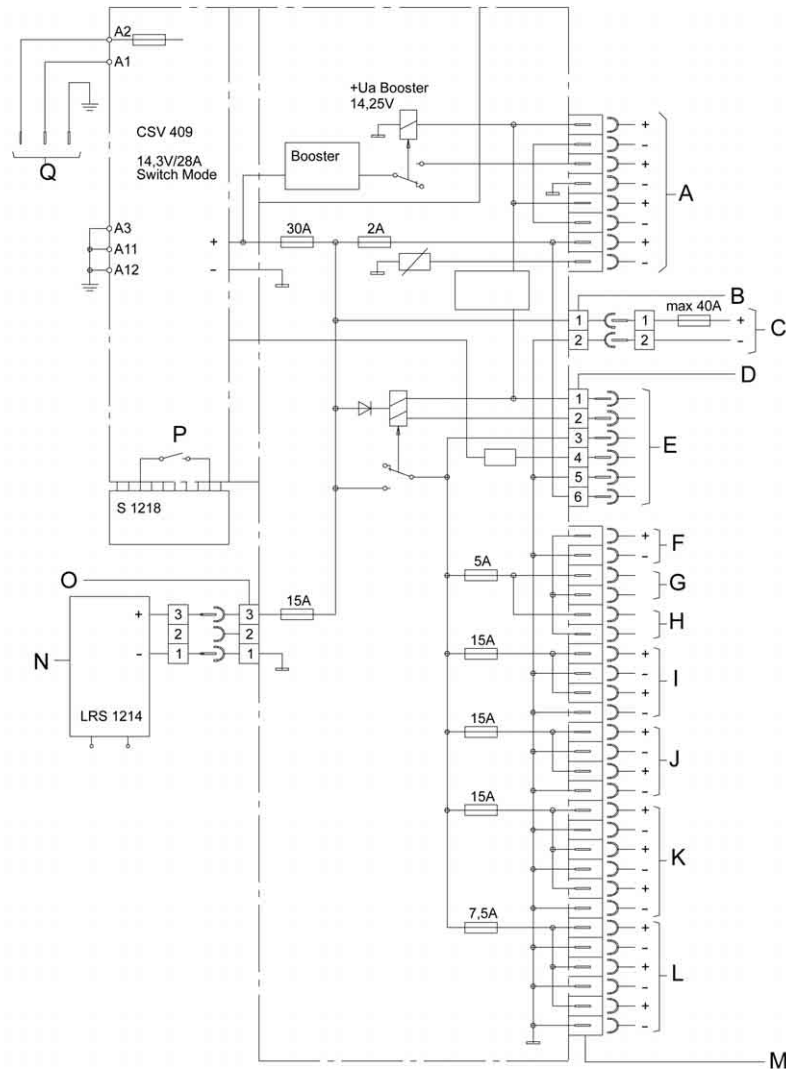 A2
A1
Q
CSV 409
14,3V/28A
Switch Mode
A3
A11
A12
+
−
+Ua Booster
14,25V
Booster
30A
2A
+
−
+
−
+
−
+
−
A
B
1
2
1
2
max 40A
+
−
C
D
1
2
3
4
5
6
E
P
S 1218
O
N
+
−
LRS 1214
3
2
1
3
2
1
15A
+
−
F
5A
G
H
15A
+
−
+
−
I
15A
+
−
+
−
J
15A
+
−
+
−
+
−
K
7,5A
+
−
+
−
+
−
L
M